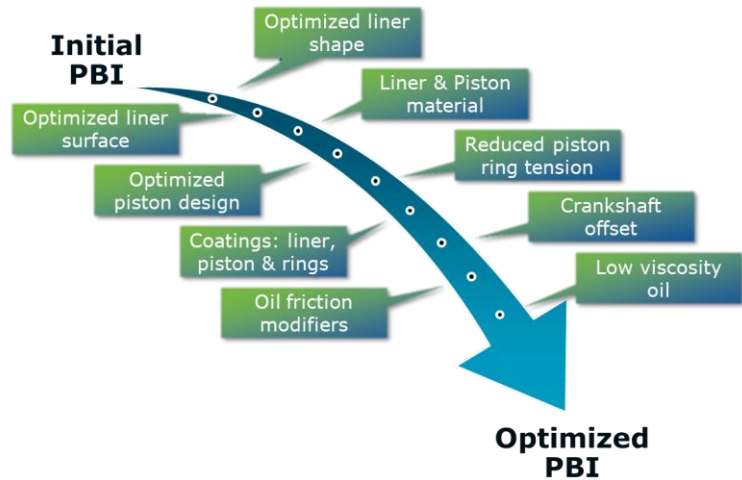 Initial
PBI
Optimized liner
shape
Optimized liner
surface
Liner & Piston
material
Optimized
piston design
Reduced piston
ring tension
Coatings: liner,
piston & rings
Crankshaft
offset
Oil friction
modifiers
Low viscosity
oil
Optimized
PBI